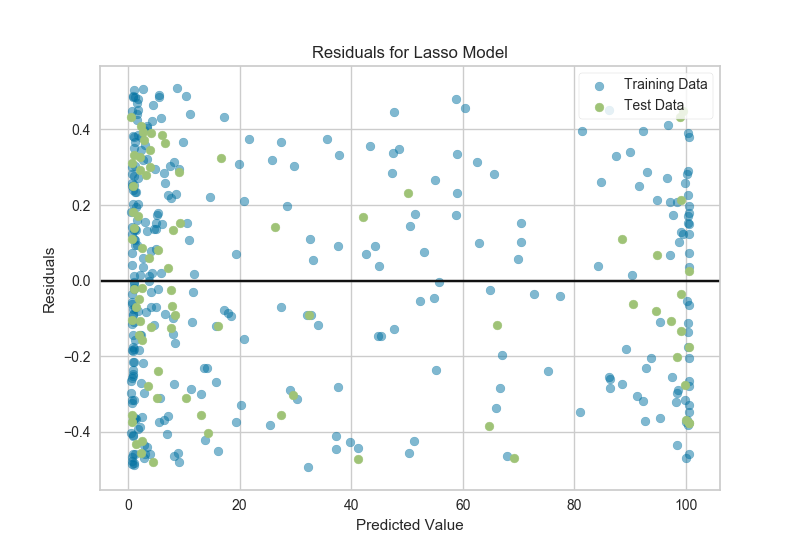 Residuals for Lasso Model
Training Data
Test Data
0.4
0.2
0.0
−0.2
−0.4
Residuals
0 20 40 60 80 100
Predicted Value